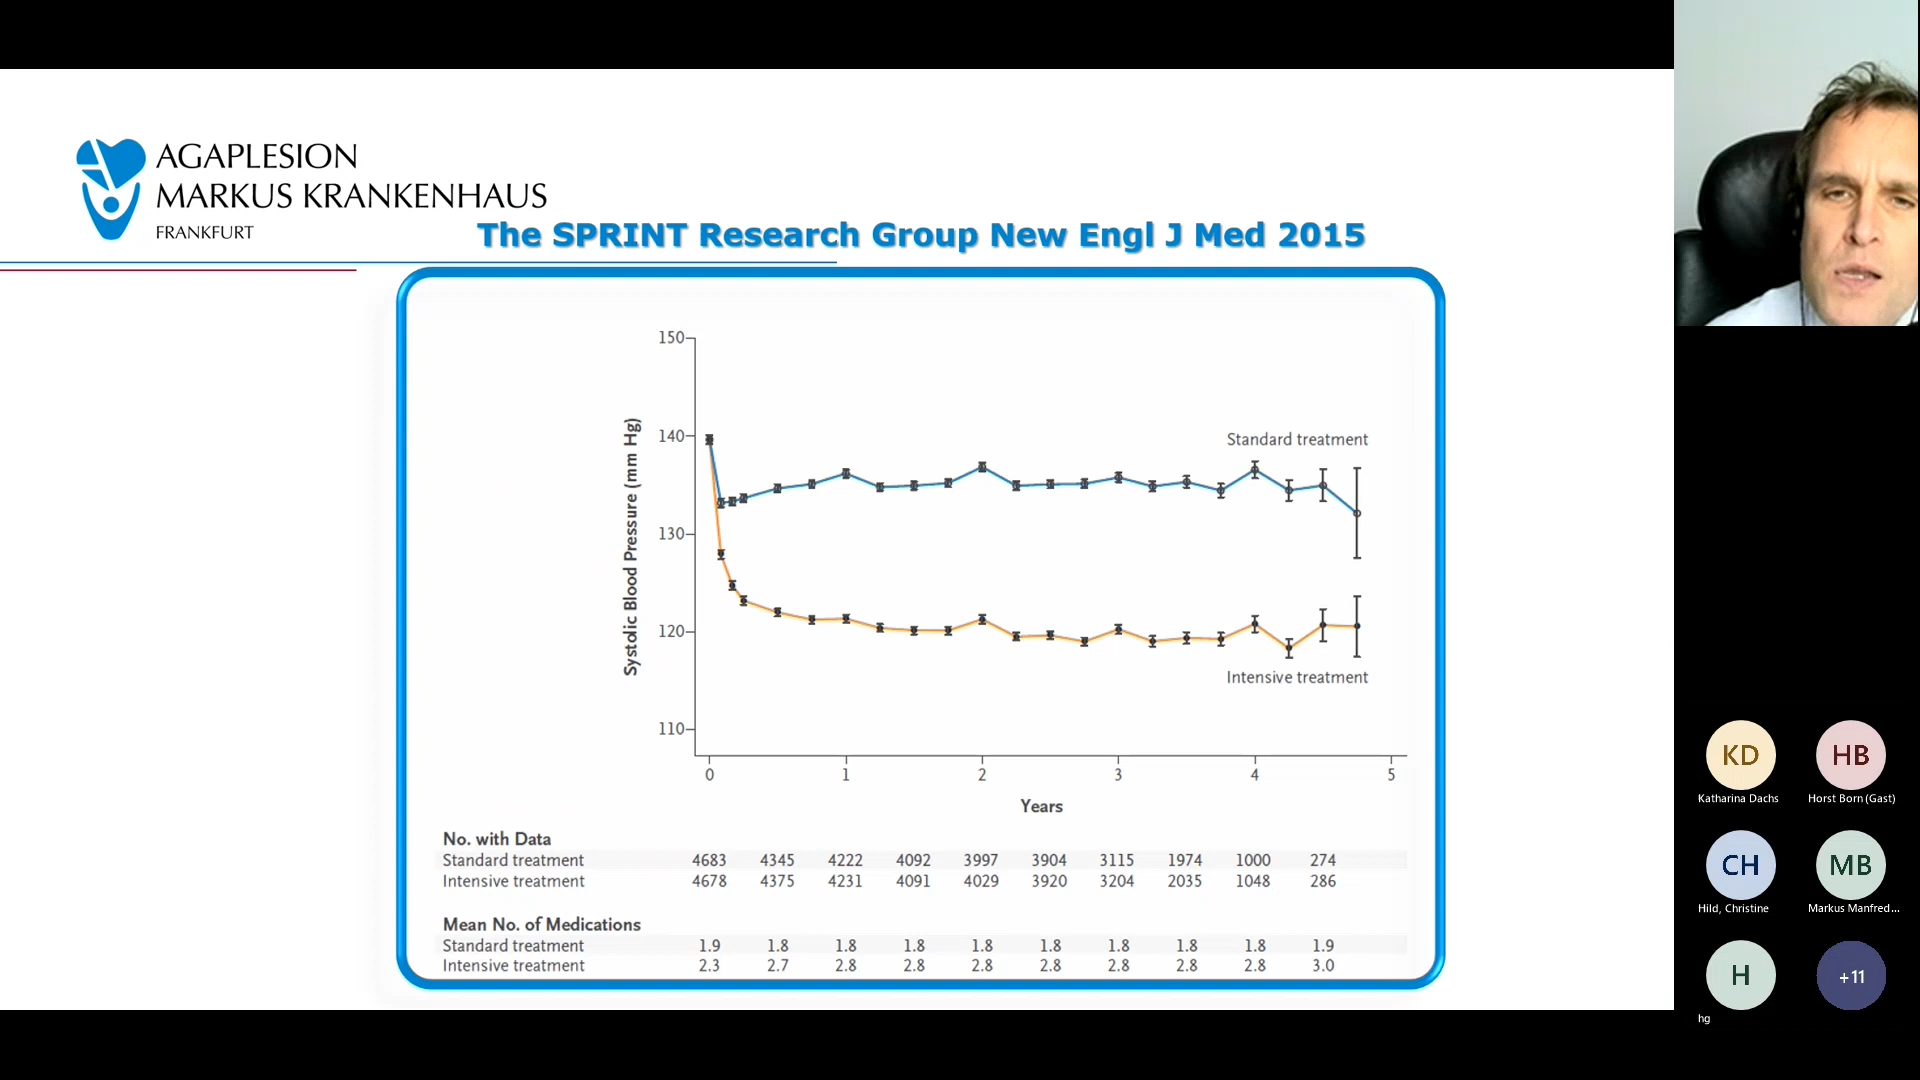 AGAPLESION
MARKUS KRANKENHAUS
FRANKFURT
The SPRINT Research Group New Engl J Med 2015
150
140
130
120
110
Systolic Blood Pressure (mm Hg)
Standard treatment
Intensive treatment
0 1 2 3 4 5
Years
No. with Data
Standard treatment 4683 4345 4222 4092 3997 3904 3115 1974 1000 274
Intensive treatment 4678 4375 4231 4091 4029 3920 3204 2035 1048 286
Mean No. of Medications
Standard treatment 1.9 1.8 1.8 1.8 1.8 1.8 1.8 1.8 1.8 1.9
Intensive treatment 2.3 2.7 2.8 2.8 2.8 2.8 2.8 2.8 2.8 3.0
KD HB
Katharina Dachs Horst Born (Gast)
CH MB
Hild, Christine Markus Manfred...
H +11
hg